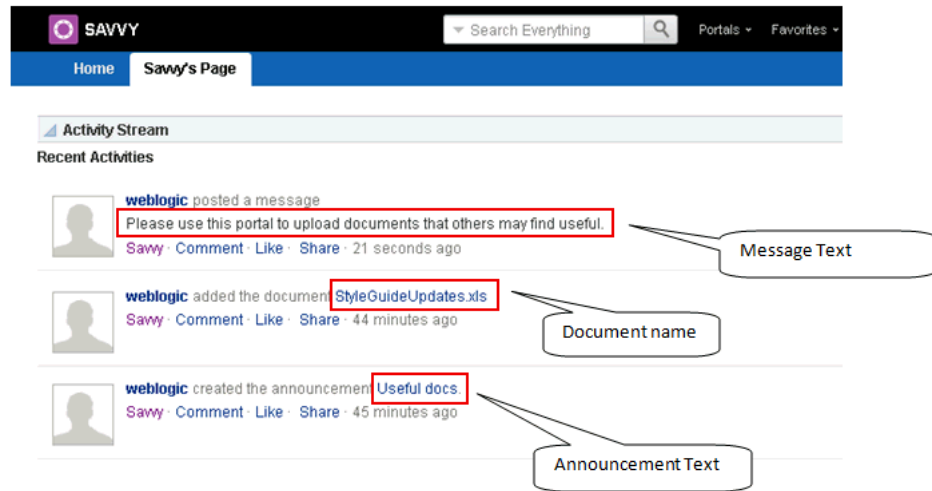 SAVVY
Search Everything
Portals
Favorites
Home
Savvy's Page
Activity Stream
Recent Activities
weblogic posted a message
Please use this portal to upload documents that others may find useful.
Savvy · Comment · Like · Share · 21 seconds ago
Message Text
weblogic added the document StyleGuideUpdates.xls
Savvy · Comment · Like · Share · 44 minutes ago
Document name
weblogic created the announcement Useful docs.
Savvy · Comment · Like · Share · 45 minutes ago
Announcement Text